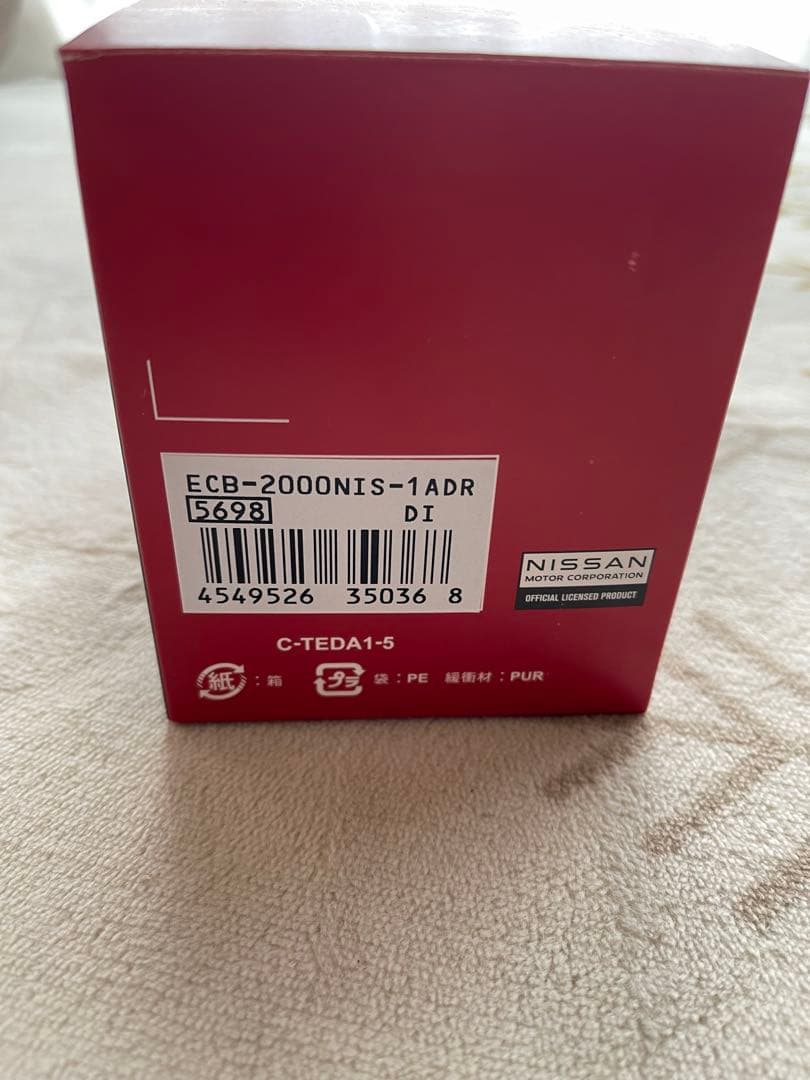 ECB-2000NIS-1ADR
5698 DI
4549526 35036 8
NISSAN
MOTOR CORPORATION
OFFICIAL LICENSED PRODUCT
C-TEDA1-5
紙：箱 プラ 袋：PE 緩衝材：PUR